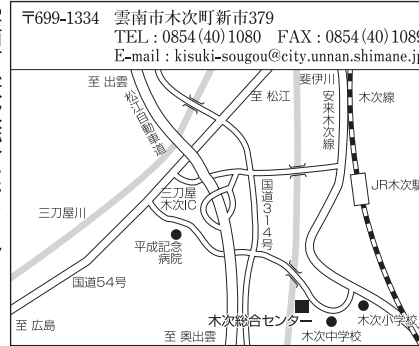 〒699-1334 雲南市木次町新市379
TEL : 0854(40)1080 FAX : 0854(40)1089
E-mail : kisuki-sougou@city.unnan.shimane.jp
至 出雲
松江自動車道
至 松江
斐伊川
安来木次線
木次線
三刀屋川
三刀屋
木次IC
国道314号
JR木次駅
平成記念
病院
国道54号
至 広島
至 奥出雲
木次総合センター
木次中学校
木次小学校